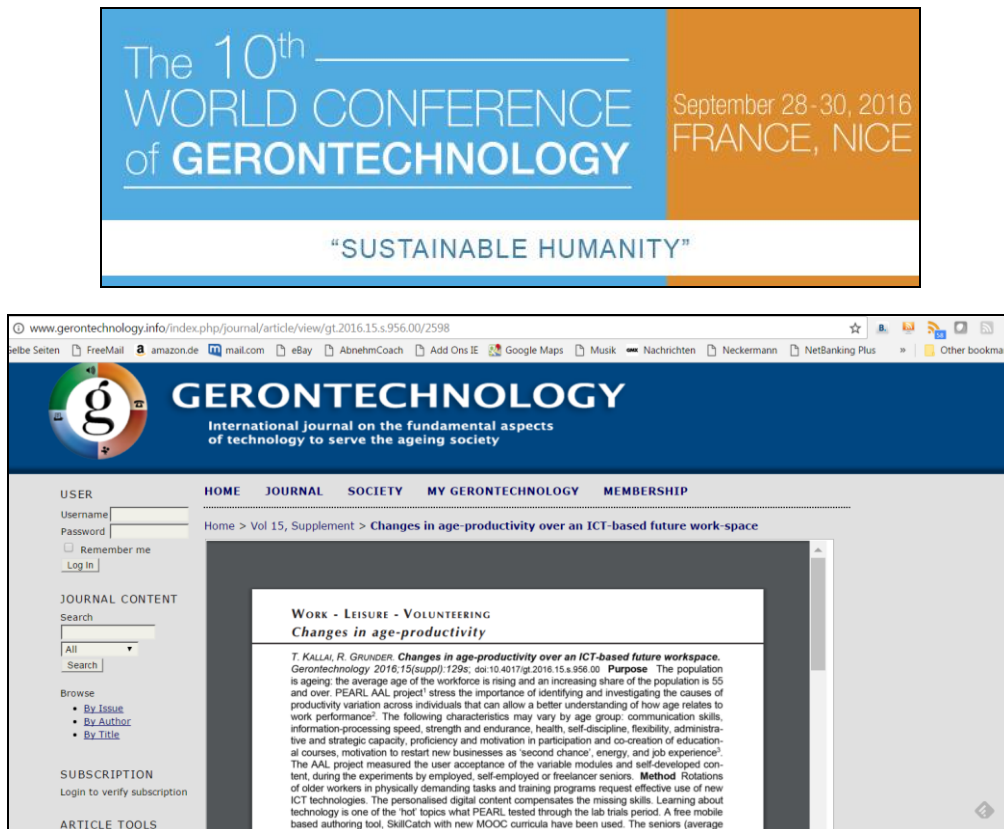 The 10th
WORLD CONFERENCE
of GERONTECHNOLOGY
September 28-30, 2016
FRANCE, NICE
“SUSTAINABLE HUMANITY”
www.gerontechnology.info/index.php/journal/article/view/gt.2016.15.s.956.00/2598
Gelbe Seiten FreeMail amazon.de mail.com eBay AbnehmCoach Add Ons IE Google Maps Musik GMX Nachrichten Neckermann NetBanking Plus » Other bookma
g
GERONTECHNOLOGY
International journal on the fundamental aspects
of technology to serve the ageing society
HOME JOURNAL SOCIETY MY GERONTECHNOLOGY MEMBERSHIP
Home > Vol 15, Supplement > Changes in age-productivity over an ICT-based future work-space
USER
Username
Password
Remember me
Log In
JOURNAL CONTENT
Search
All
Search
Browse
By Issue
By Author
By Title
SUBSCRIPTION
Login to verify subscription
ARTICLE TOOLS
WORK - LEISURE - VOLUNTEERING
Changes in age-productivity
T. KALLAI, R. GRUNDER. Changes in age-productivity over an ICT-based future workspace.
Gerontechnology 2016;15(suppl):129s; doi:10.4017/gt.2016.15.s.956.00 Purpose The population
is ageing: the average age of the workforce is rising and an increasing share of the population is 55
and over. PEARL AAL project1 stress the importance of identifying and investigating the causes of
productivity variation across individuals that can allow a better understanding of how age relates to
work performance2. The following characteristics may vary by age group: communication skills,
information-processing speed, strength and endurance, health, self-discipline, flexibility, administra-
tive and strategic capacity, proficiency and motivation in participation and co-creation of education-
al courses, motivation to restart new businesses as 'second chance', energy, and job experience3.
The AAL project measured the user acceptance of the variable modules and self-developed con-
tent, during the experiments by employed, self-employed or freelancer seniors. Method Rotations
of older workers in physically demanding tasks and training programs request effective use of new
ICT technologies. The personalised digital content compensates the missing skills. Learning about
technology is one of the 'hot' topics what PEARL tested through the lab trials period. A free mobile
based authoring tool, SkillCatch with new MOOC curricula have been used. The seniors (average